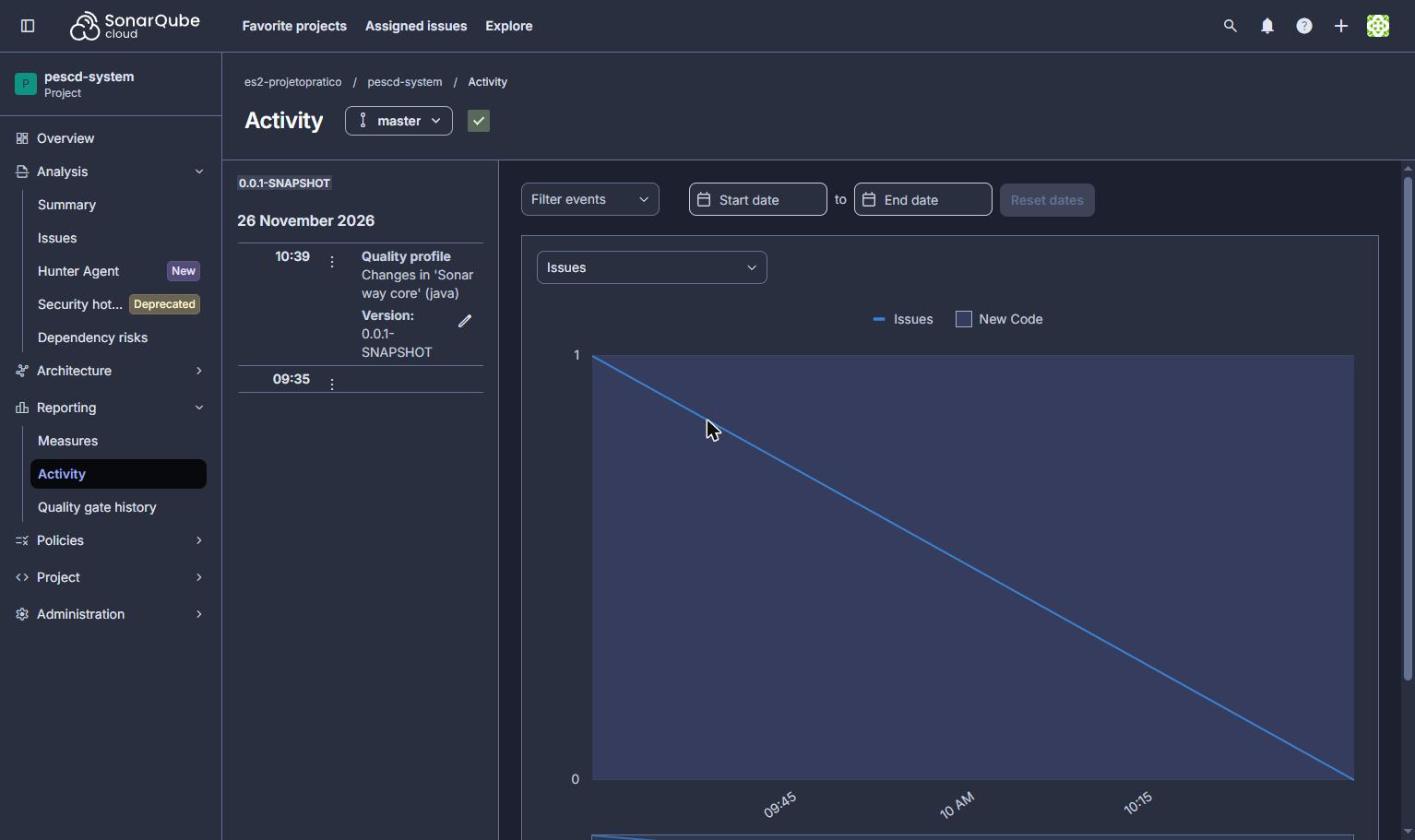 SonarQube
cloud
Favorite projects
Assigned issues
Explore
?
P
pescd-system
Project
Overview
Analysis
Summary
Issues
Hunter Agent
New
Security hot...
Deprecated
Dependency risks
Architecture
Reporting
Measures
Activity
Quality gate history
Policies
Project
Administration
es2-projetopratico / pescd-system / Activity
Activity
master
0.0.1-SNAPSHOT
26 November 2026
10:39
Quality profile
Changes in 'Sonar
way core' (java)
Version:
0.0.1-
SNAPSHOT
09:35
Filter events
Start date
to
End date
Reset dates
Issues
Issues
New Code
1
0
09:45
10 AM
10:15